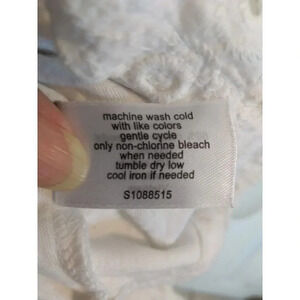 machine wash cold
with like colors
gentle cycle
only non-chlorine bleach
when needed
tumble dry low
cool iron if needed
S1088515